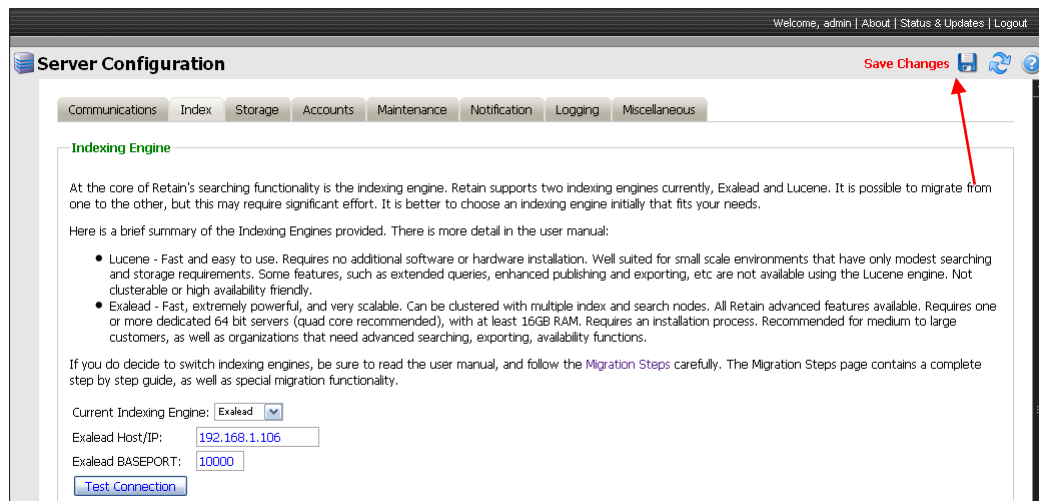 Welcome, admin | About | Status & Updates | Logout
Server Configuration
Save Changes
Communications Index Storage Accounts Maintenance Notification Logging Miscellaneous
Indexing Engine
At the core of Retain's searching functionality is the indexing engine. Retain supports two indexing engines currently, Exalead and Lucene. It is possible to migrate from
one to the other, but this may require significant effort. It is better to choose an indexing engine initially that fits your needs.
Here is a brief summary of the Indexing Engines provided. There is more detail in the user manual:
● Lucene - Fast and easy to use. Requires no additional software or hardware installation. Well suited for small scale environments that have only modest searching
and storage requirements. Some features, such as extended queries, enhanced publishing and exporting, etc are not available using the Lucene engine. Not
clusterable or high availability friendly.
● Exalead - Fast, extremely powerful, and very scalable. Can be clustered with multiple index and search nodes. All Retain advanced features available. Requires one
or more dedicated 64 bit servers (quad core recommended), with at least 16GB RAM. Requires an installation process. Recommended for medium to large
customers, as well as organizations that need advanced searching, exporting, availability functions.
If you do decide to switch indexing engines, be sure to read the user manual, and follow the Migration Steps carefully. The Migration Steps page contains a complete
step by step guide, as well as special migration functionality.
Current Indexing Engine: Exalead
Exalead Host/IP: 192.168.1.106
Exalead BASEPORT: 10000
Test Connection